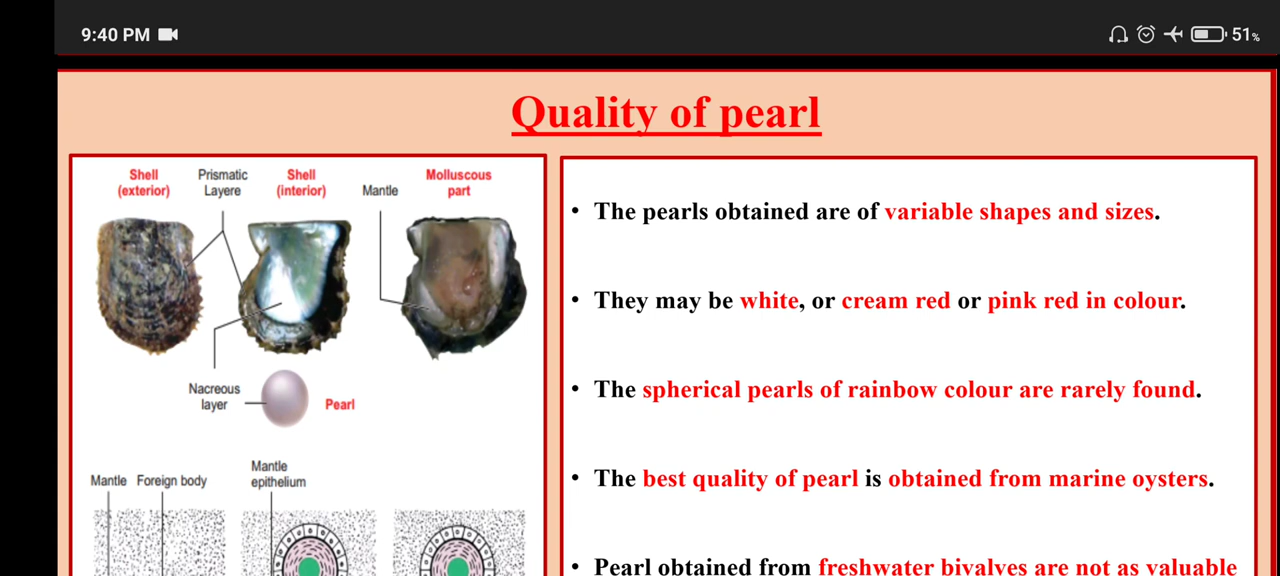 9:40 PM
51%
Quality of pearl
Shell (exterior)
Prismatic Layere
Shell (interior)
Mantle
Molluscous part
Nacreous layer
Pearl
Mantle
Foreign body
Mantle epithelium
• The pearls obtained are of variable shapes and sizes.
• They may be white, or cream red or pink red in colour.
• The spherical pearls of rainbow colour are rarely found.
• The best quality of pearl is obtained from marine oysters.
• Pearl obtained from freshwater bivalves are not as valuable